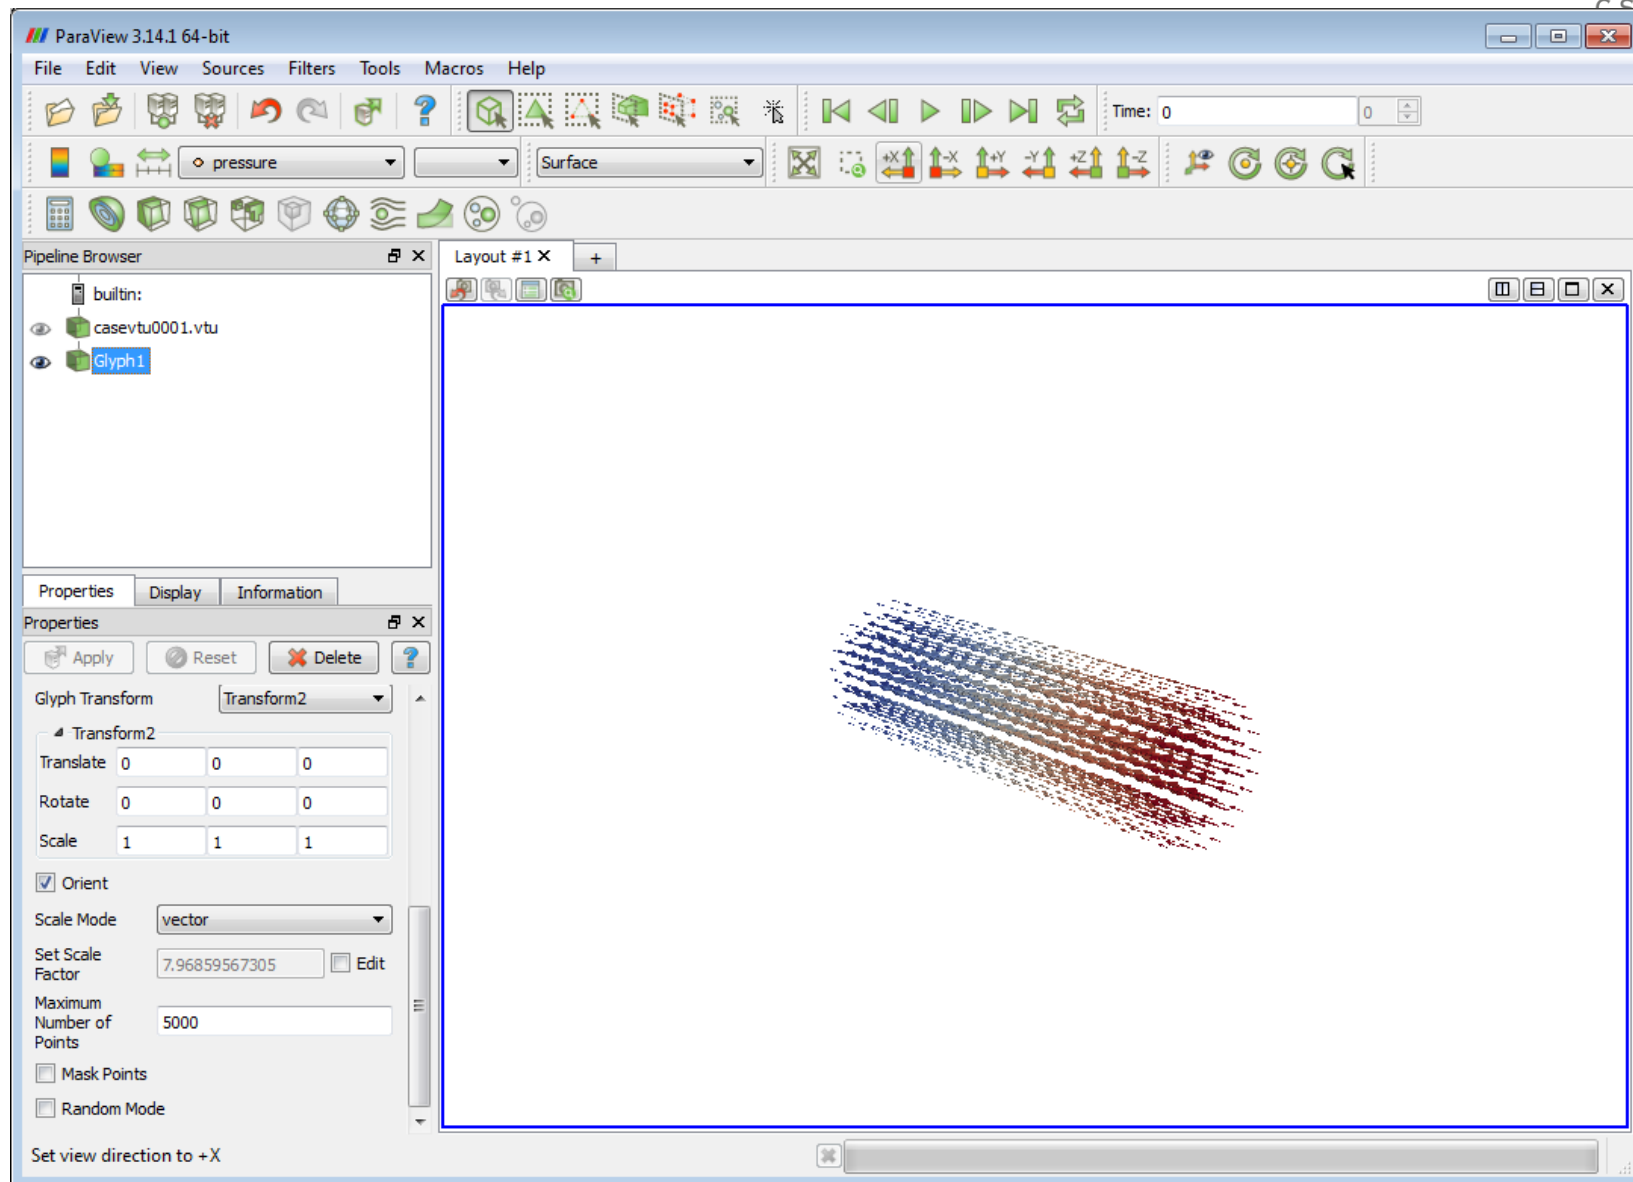 ParaView 3.14.1 64-bit
File Edit View Sources Filters Tools Macros Help
Time: 0 0
pressure Surface +X -X +Y -Y +Z -Z
Pipeline Browser
Layout #1 +
builtin:
casevtu0001.vtu
Glyph1
Properties Display Information
Properties
Apply Reset Delete ?
Glyph Transform Transform2
Transform2
Translate 0 0 0
Rotate 0 0 0
Scale 1 1 1
Orient
Scale Mode vector
Set Scale
Factor
7.96859567305 Edit
Maximum
Number of
Points
5000
Mask Points
Random Mode
Set view direction to +X